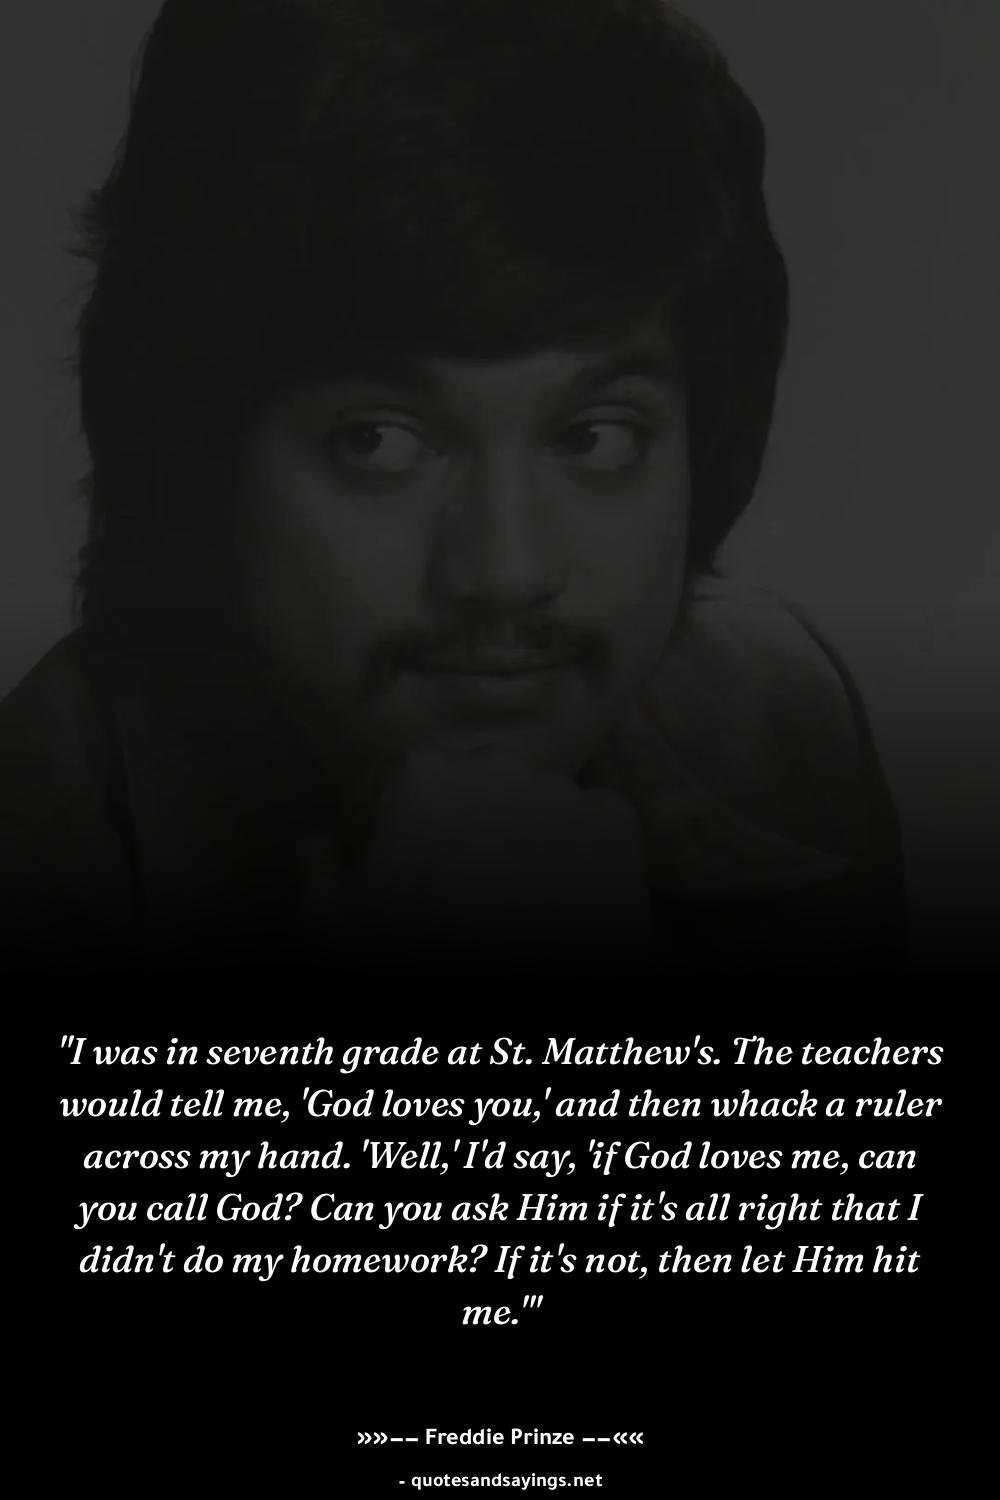 "I was in seventh grade at St. Matthew's. The teachers
would tell me, 'God loves you,' and then whack a ruler
across my hand. 'Well,' I'd say, 'if God loves me, can
you call God? Can you ask Him if it's all right that I
didn't do my homework? If it's not, then let Him hit
me.'"
»»−− Freddie Prinze −−««
- quotesandsayings.net